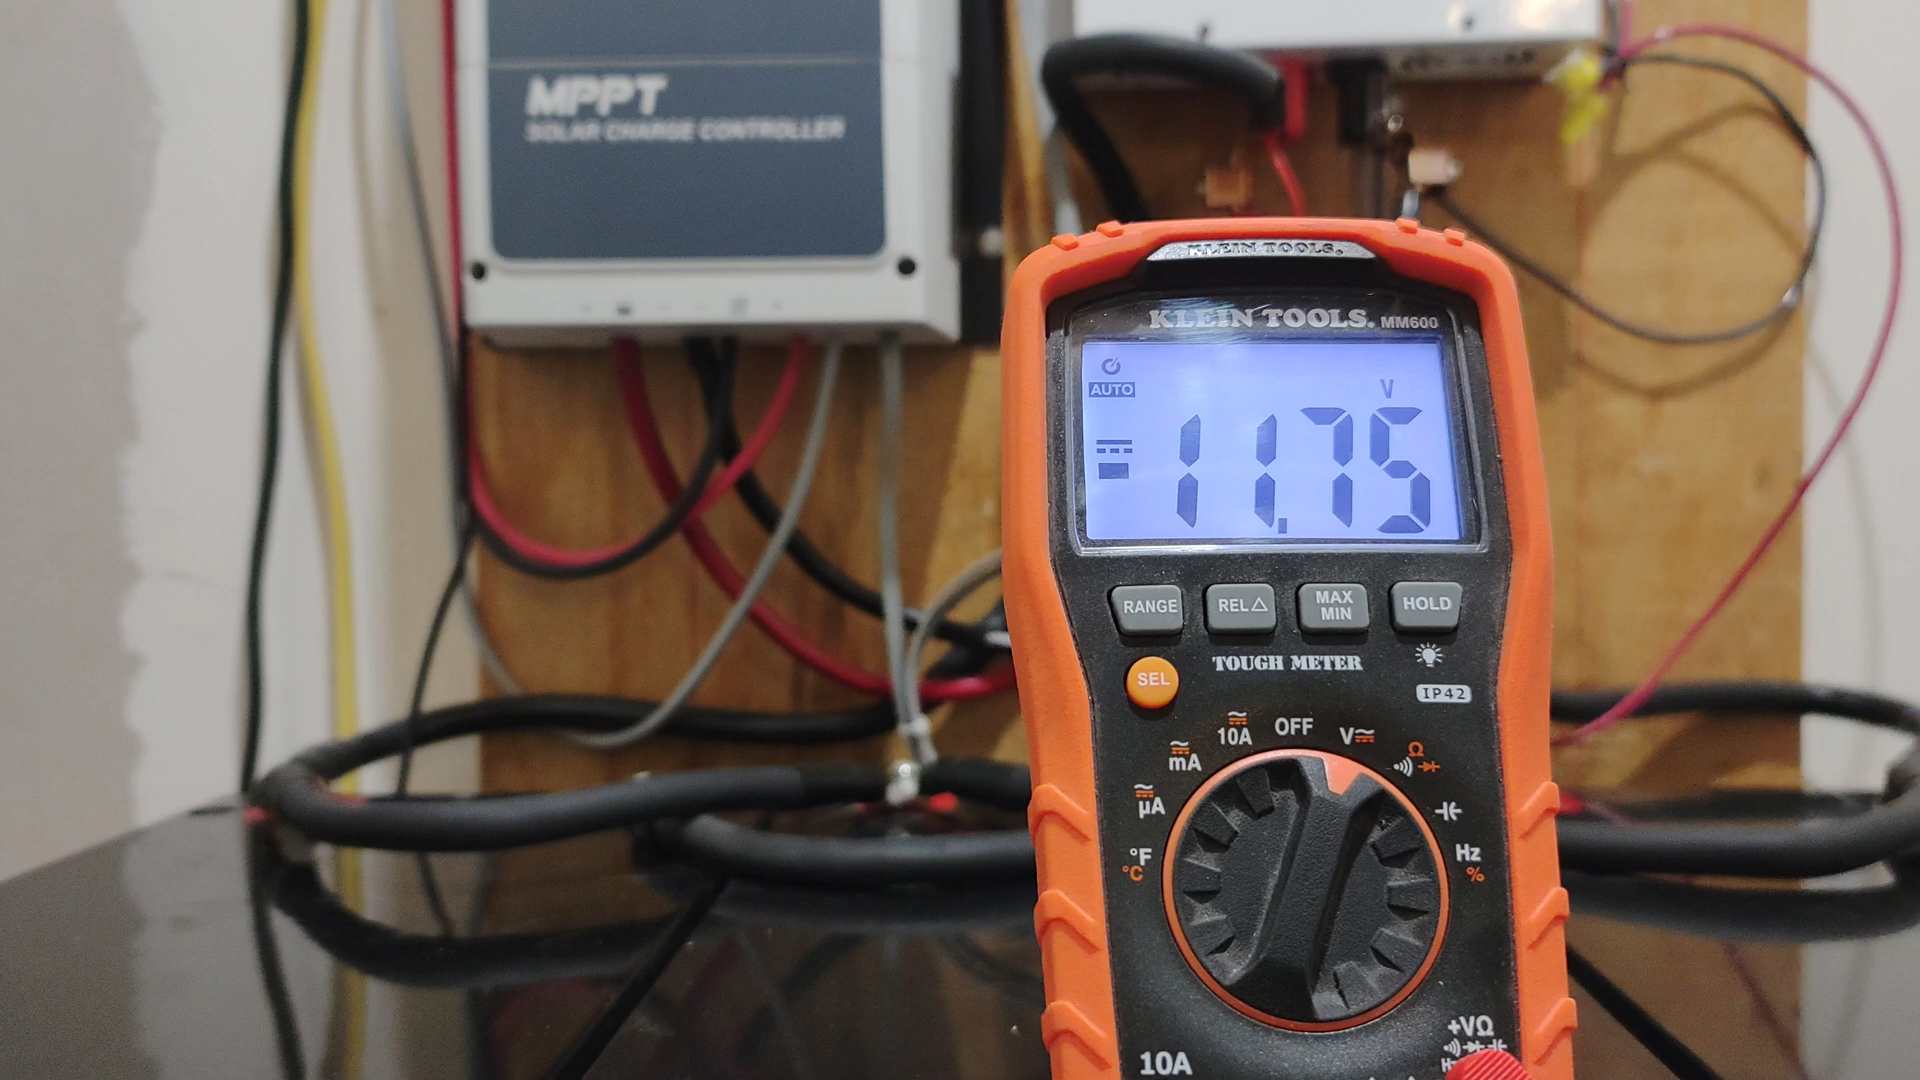 MPPT
SOLAR CHARGE CONTROLLER
KLEIN TOOLS®
KLEIN TOOLS® MM600
AUTO
V
-11.75
RANGE
REL△
MAX
MIN
HOLD
SEL
TOUGH METER
IP42
OFF
10A
V
mA
Ω
µA
°F
°C
Hz
%
+VΩ
10A